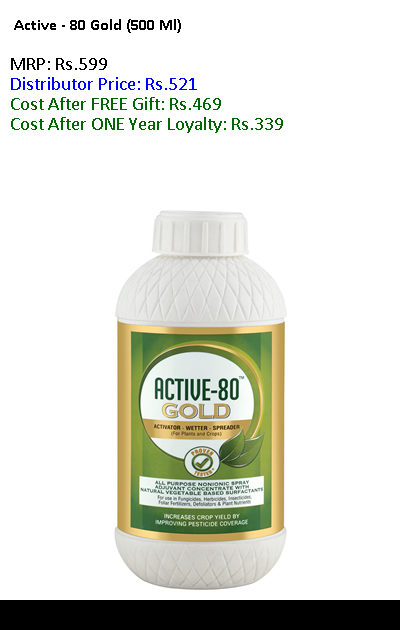 Active - 80 Gold (500 Ml)
MRP: Rs.599
Distributor Price: Rs.521
Cost After FREE Gift: Rs.469
Cost After ONE Year Loyalty: Rs.339
ACTIVE-80™
GOLD
ACTIVATOR - WETTER - SPREADER
(For Plants and Crops)
PROVEN
TESTED
ALL PURPOSE NONIONIC SPRAY
ADJUVANT CONCENTRATE WITH
NATURAL VEGETABLE BASED SURFACTANTS
For use in Fungicides, Herbicides, Insecticides,
Foliar Fertilizers, Defoliators & Plant Nutrients
INCREASES CROP YIELD BY
IMPROVING PESTICIDE COVERAGE